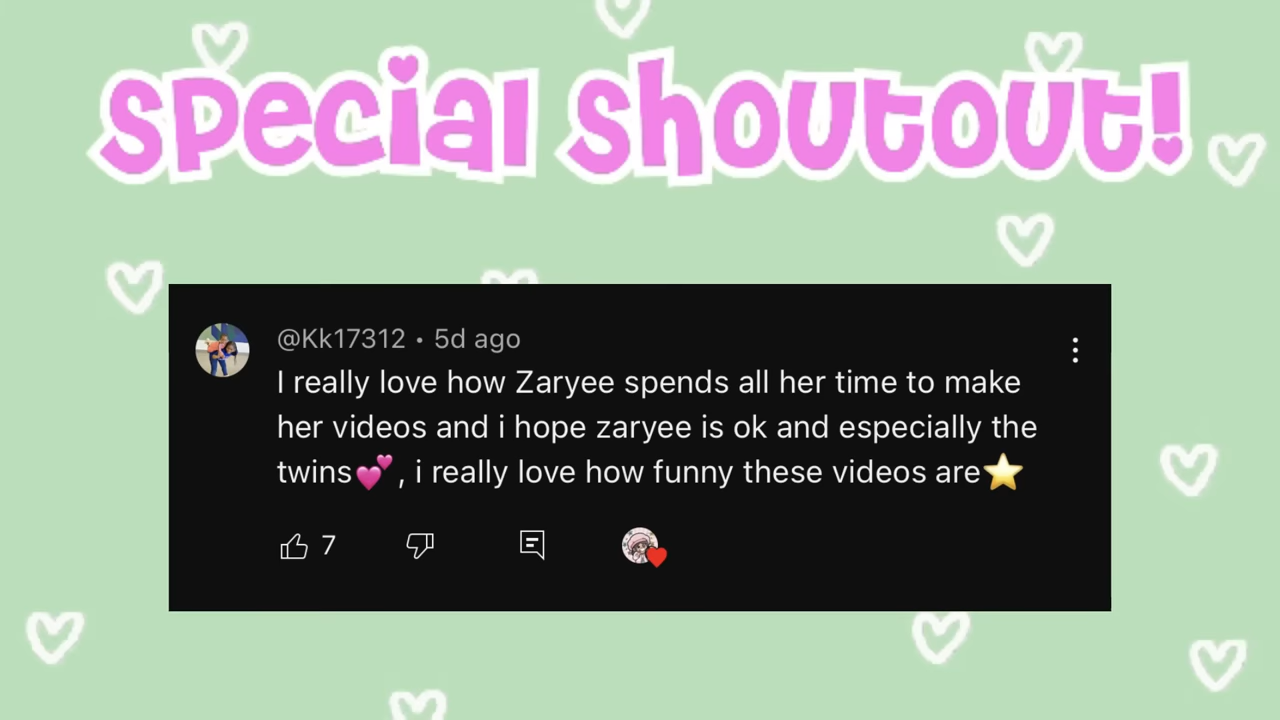 special shoutout!
@Kk17312 • 5d ago
I really love how Zaryee spends all her time to make
her videos and i hope zaryee is ok and especially the
twins💕, i really love how funny these videos are⭐
7